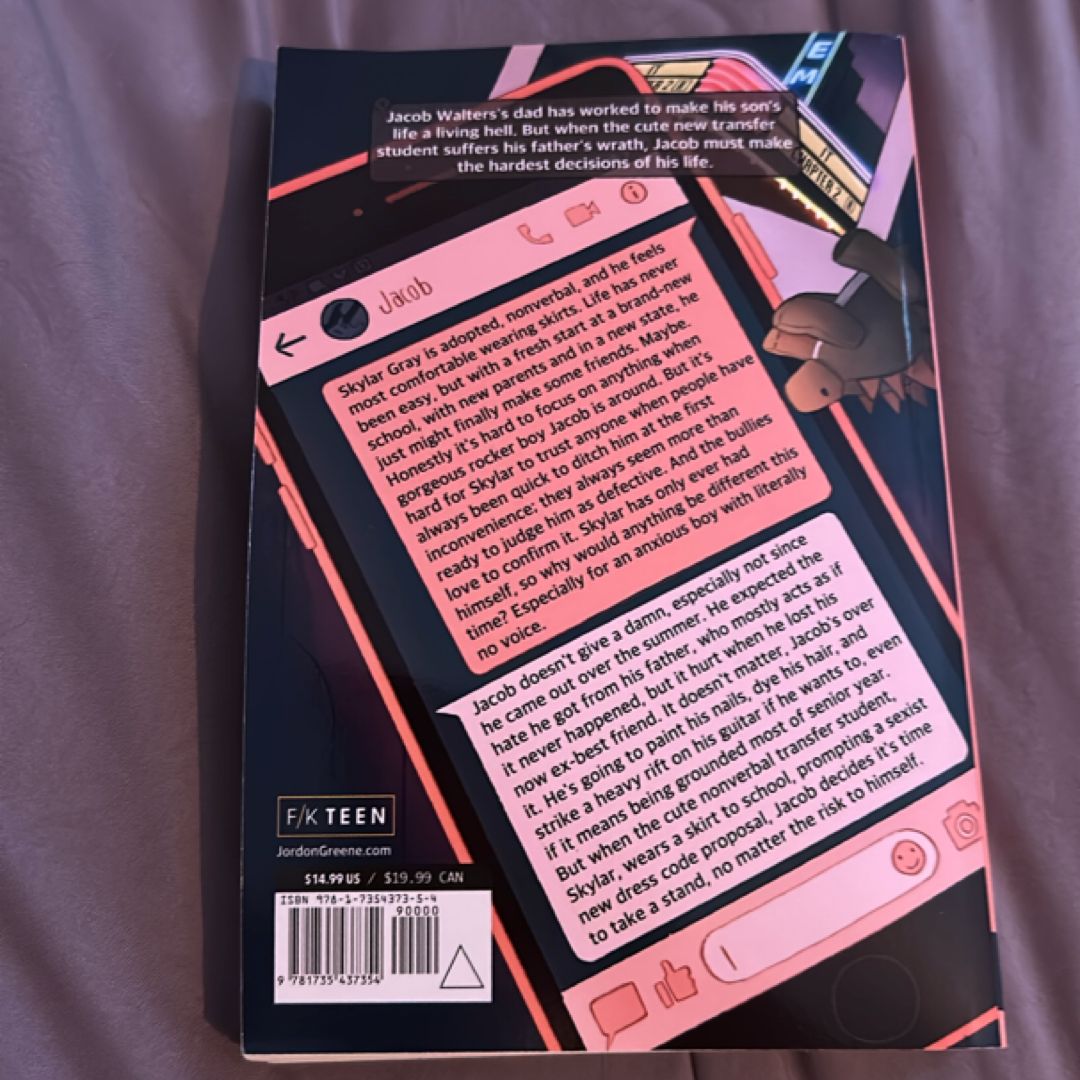 E
M
IT
R 2(R)
IT
CHAPTER 2 R
Jacob Walters's dad has worked to make his son's
life a living hell. But when the cute new transfer
student suffers his father's wrath, Jacob must make
the hardest decisions of his life.
Jacob
Skylar Gray is adopted, nonverbal, and he feels
most comfortable wearing skirts. Life has never
been easy, but with a fresh start at a brand-new
school, with new parents and in a new state, he
just might finally make some friends. Maybe.
Honestly it's hard to focus on anything when
gorgeous rocker boy Jacob is around. But it's
hard for Skylar to trust anyone when people have
always been quick to ditch him at the first
inconvenience; they always seem more than
ready to judge him as defective. And the bullies
love to confirm it. Skylar has only ever had
himself, so why would anything be different this
time? Especially for an anxious boy with literally
no voice.
Jacob doesn't give a damn, especially not since
he came out over the summer. He expected the
hate he got from his father, who mostly acts as if
it never happened, but it hurt when he lost his
now ex-best friend. It doesn't matter, Jacob's over
it. He's going to paint his nails, dye his hair, and
strike a heavy rift on his guitar if he wants to, even
if it means being grounded most of senior year.
But when the cute nonverbal transfer student,
Skylar, wears a skirt to school, prompting a sexist
new dress code proposal, Jacob decides it's time
to take a stand, no matter the risk to himself.
F/K TEEN
JordonGreene.com
$14.99 US / $19.99 CAN
ISBN 978-1-7354373-5-4
90000
9 781735 437354